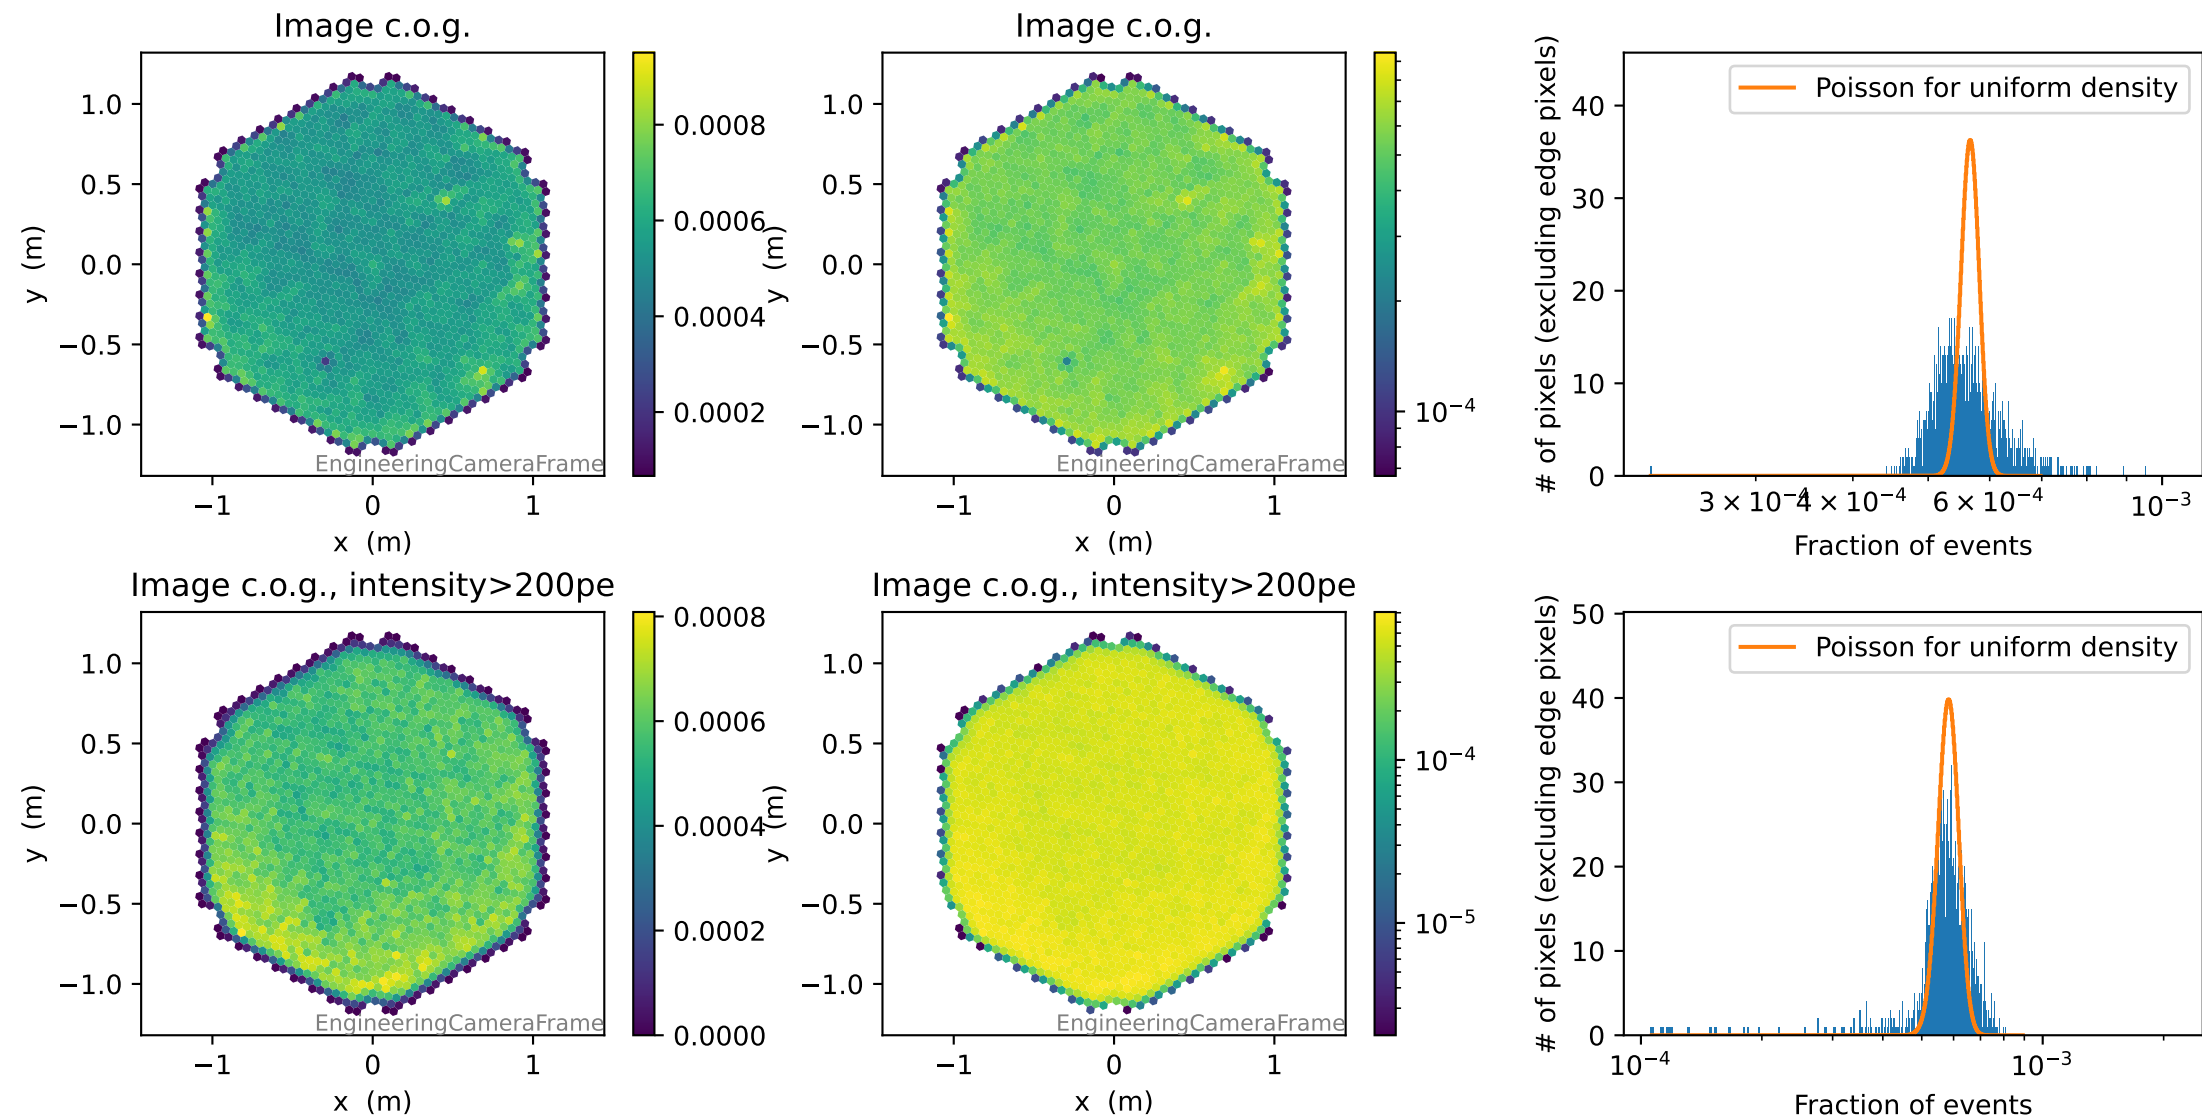 Image c.o.g.
1.0
0.5
0.0
−0.5
−1.0
y (m)
−1
0
1
x (m)
EngineeringCameraFrame
0.0008
0.0006
0.0004
0.0002
Image c.o.g.
1.0
0.5
0.0
−0.5
−1.0
y (m)
−1
0
1
x (m)
EngineeringCameraFrame
10⁻⁴
# of pixels (excluding edge pixels)
40
30
20
10
0
Poisson for uniform density
3 × 10⁻⁴
4 × 10⁻⁴
6 × 10⁻⁴
10⁻³
Fraction of events
Image c.o.g., intensity>200pe
1.0
0.5
0.0
−0.5
−1.0
y (m)
−1
0
1
x (m)
EngineeringCameraFrame
0.0008
0.0006
0.0004
0.0002
0.0000
Image c.o.g., intensity>200pe
1.0
0.5
0.0
−0.5
−1.0
y (m)
−1
0
1
x (m)
EngineeringCameraFrame
10⁻⁴
10⁻⁵
# of pixels (excluding edge pixels)
50
40
30
20
10
0
Poisson for uniform density
10⁻⁴
10⁻³
Fraction of events